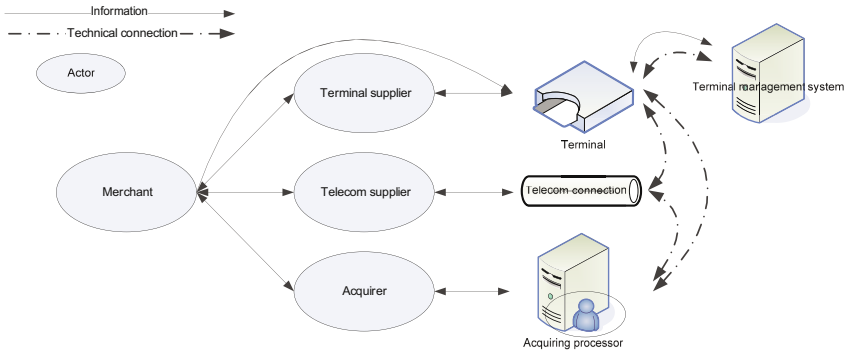 Information
Technical connection
Actor
Terminal supplier
Terminal management system
Terminal
Merchant
Telecom supplier
Telecom connection
Acquirer
Acquiring processor